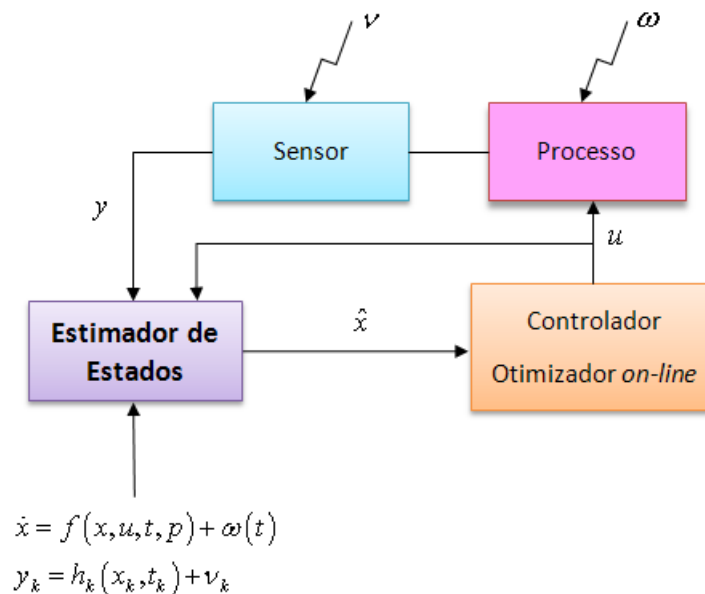 ν
ω
Sensor
Processo
y
u
Estimador de
Estados
x̂
Controlador
Otimizador on-line
ẋ = f(x,u,t,p)+ω(t)
y_k = h_k(x_k,t_k)+ν_k